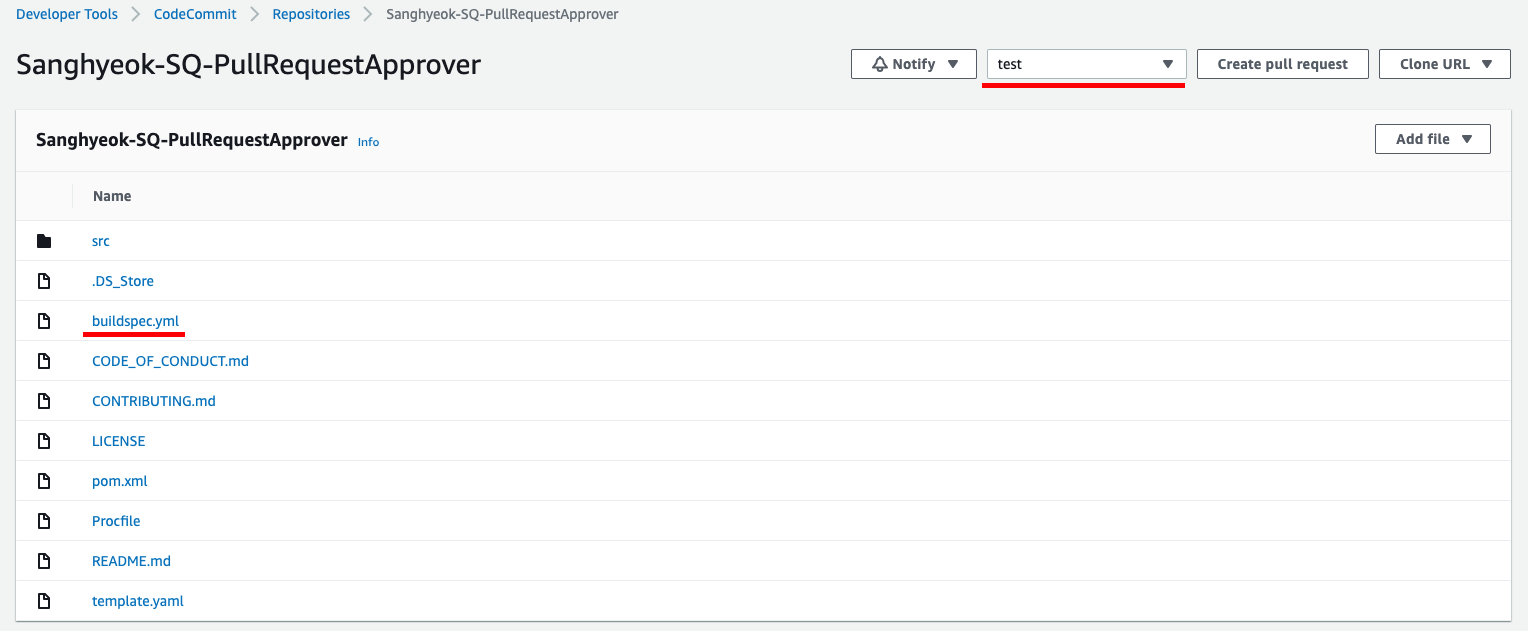 Developer Tools > CodeCommit > Repositories > Sanghyeok-SQ-PullRequestApprover
Sanghyeok-SQ-PullRequestApprover Notify test Create pull request Clone URL
Sanghyeok-SQ-PullRequestApprover Info Add file
Name
src
.DS_Store
buildspec.yml
CODE_OF_CONDUCT.md
CONTRIBUTING.md
LICENSE
pom.xml
Procfile
README.md
template.yaml